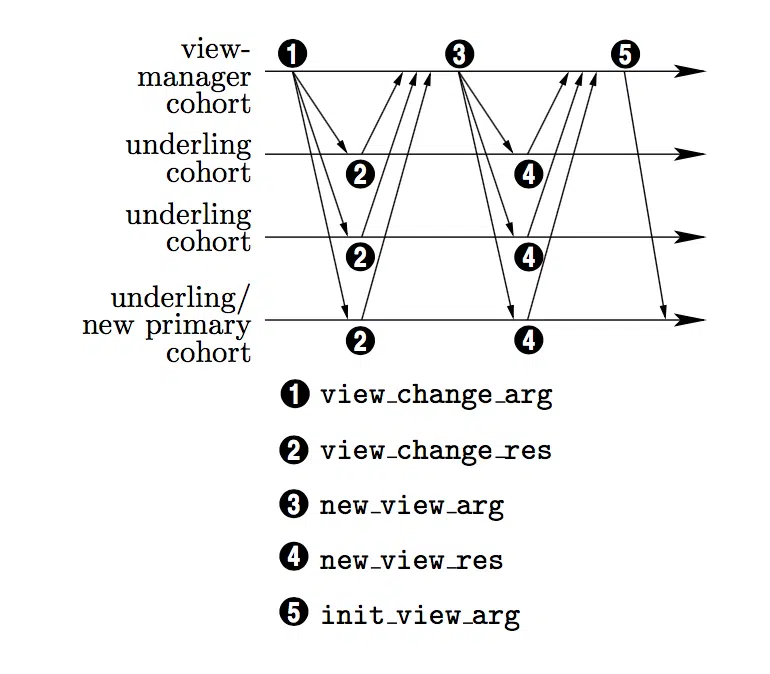 view-
manager
cohort
1 3 5
underling
cohort
2 4
underling
cohort
2 4
underling/
new primary
cohort
2 4
1 view_change_arg
2 view_change_res
3 new_view_arg
4 new_view_res
5 init_view_arg